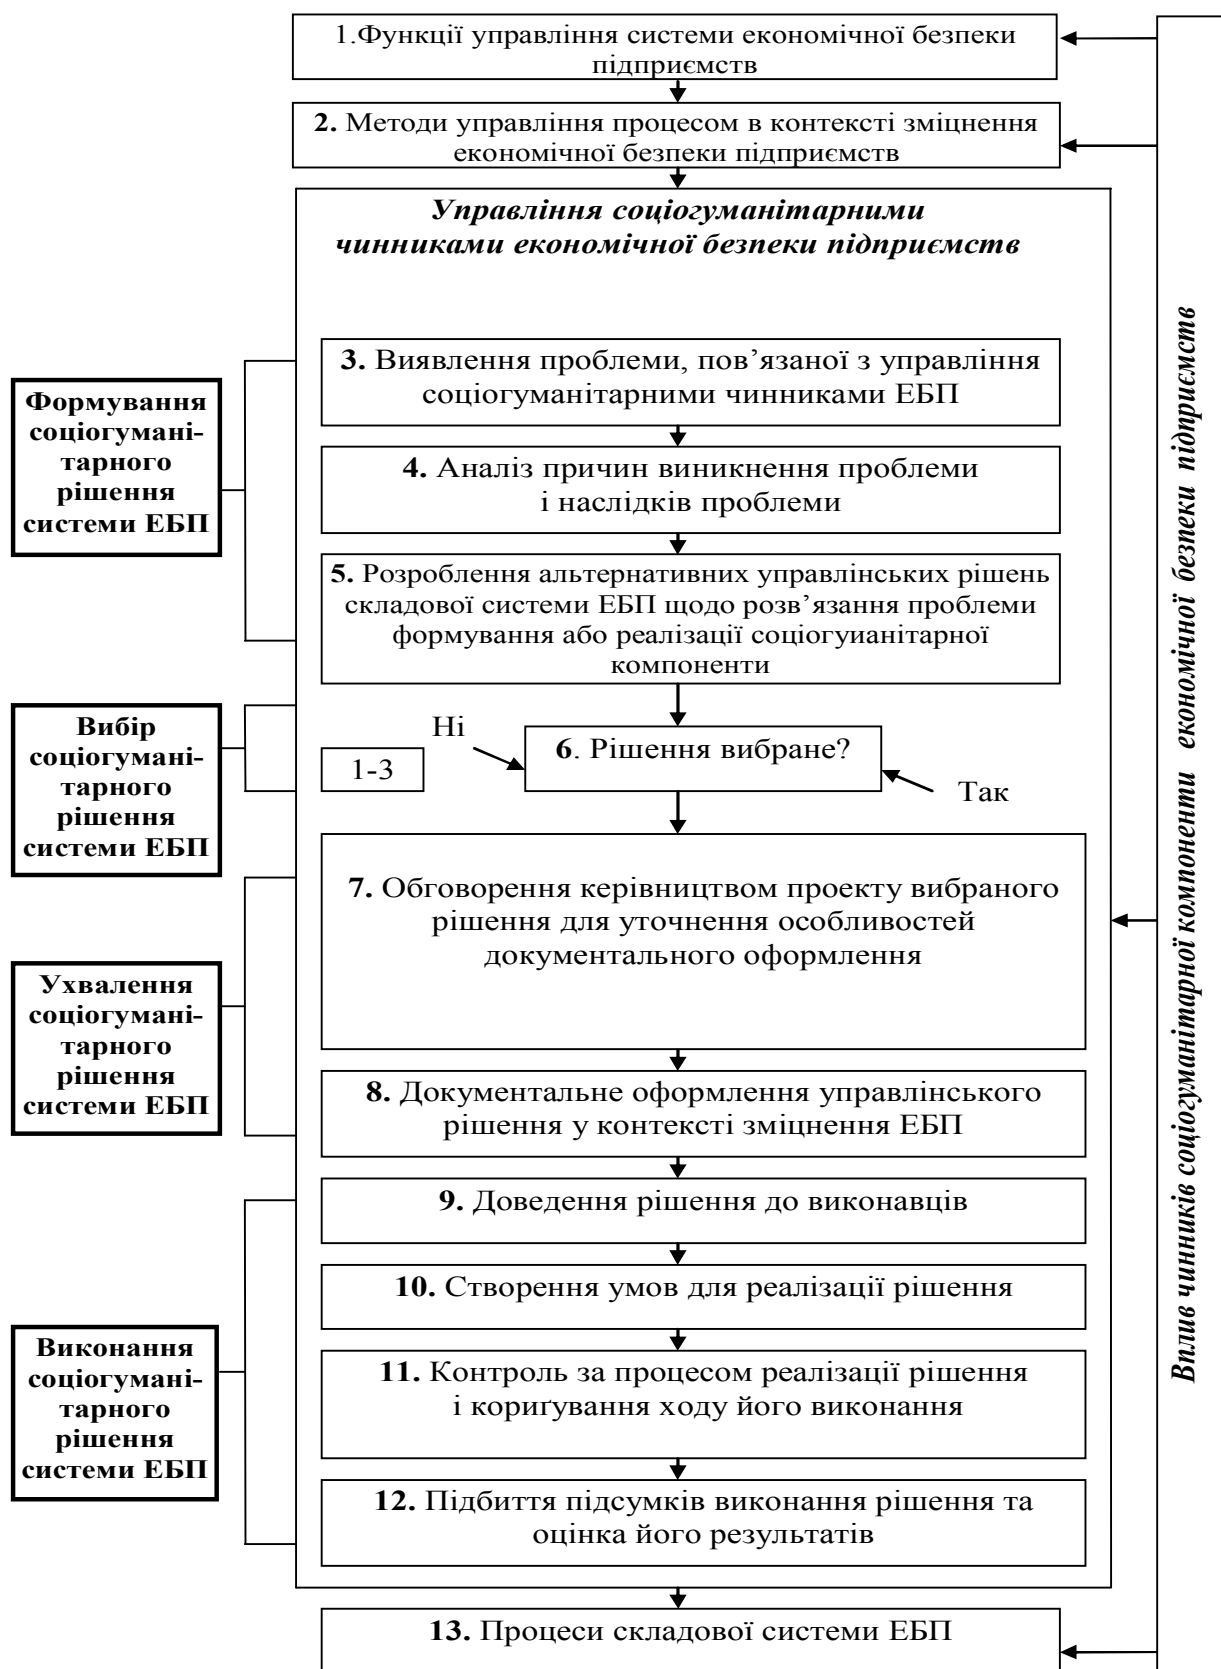 1.Функції управління системи економічної безпеки
підприємств
2. Методи управління процесом в контексті зміцнення
економічної безпеки підприємств
Управління соціогуманітарними
чинниками економічної безпеки підприємств
3. Виявлення проблеми, пов’язаної з управління
соціогуманітарними чинниками ЕБП
Формування
соціогумані-
тарного
рішення
системи ЕБП
4. Аналіз причин виникнення проблеми
і наслідків проблеми
5. Розроблення альтернативних управлінських рішень
складової системи ЕБП щодо розв’язання проблеми
формування або реалізації соціогуианітарної
компоненти
Вибір
соціогумані-
тарного
рішення
системи ЕБП
Ні
6. Рішення вибране?
1-3
Так
7. Обговорення керівництвом проекту вибраного
рішення для уточнення особливостей
документального оформлення
Ухвалення
соціогумані-
тарного
рішення
системи ЕБП
8. Документальне оформлення управлінського
рішення у контексті зміцнення ЕБП
9. Доведення рішення до виконавців
10. Створення умов для реалізації рішення
Виконання
соціогумані-
тарного
рішення
системи ЕБП
11. Контроль за процесом реалізації рішення
і кориґування ходу його виконання
12. Підбиття підсумків виконання рішення та
оцінка його результатів
13. Процеси складової системи ЕБП
Вплив чинників соціогуманітарної компоненти економічної безпеки підприємств